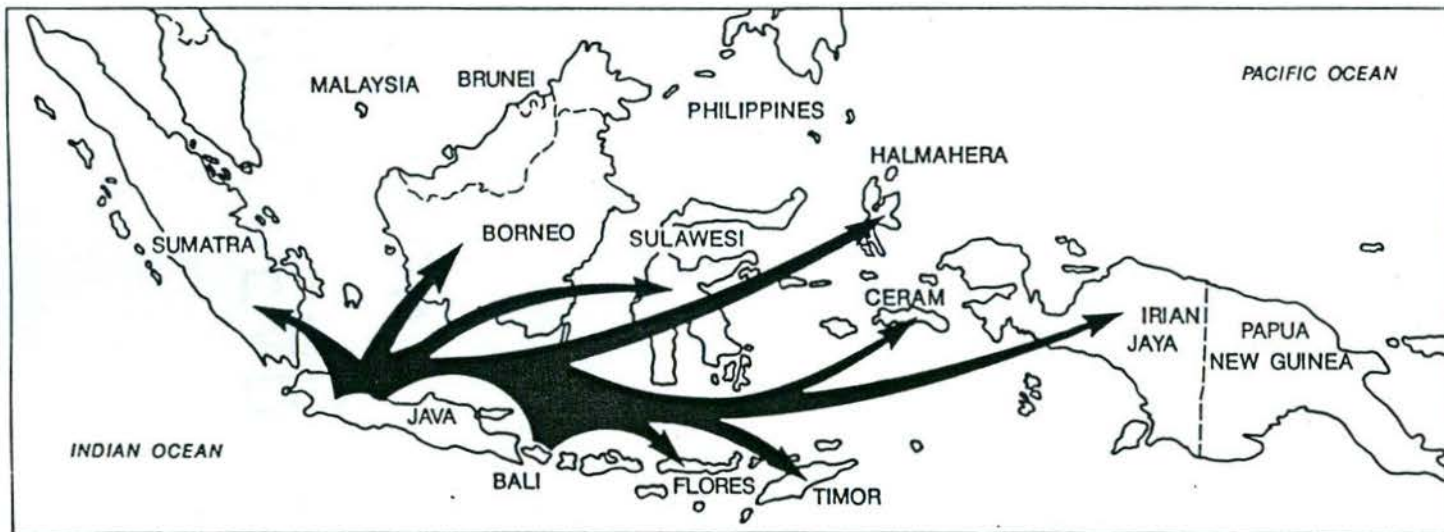 PACIFIC OCEAN
MALAYSIA
BRUNEI
PHILIPPINES
HALMAHERA
SUMATRA
BORNEO
SULAWESI
CERAM
IRIAN
JAYA
PAPUA
NEW GUINEA
JAVA
INDIAN OCEAN
BALI
FLORES
TIMOR